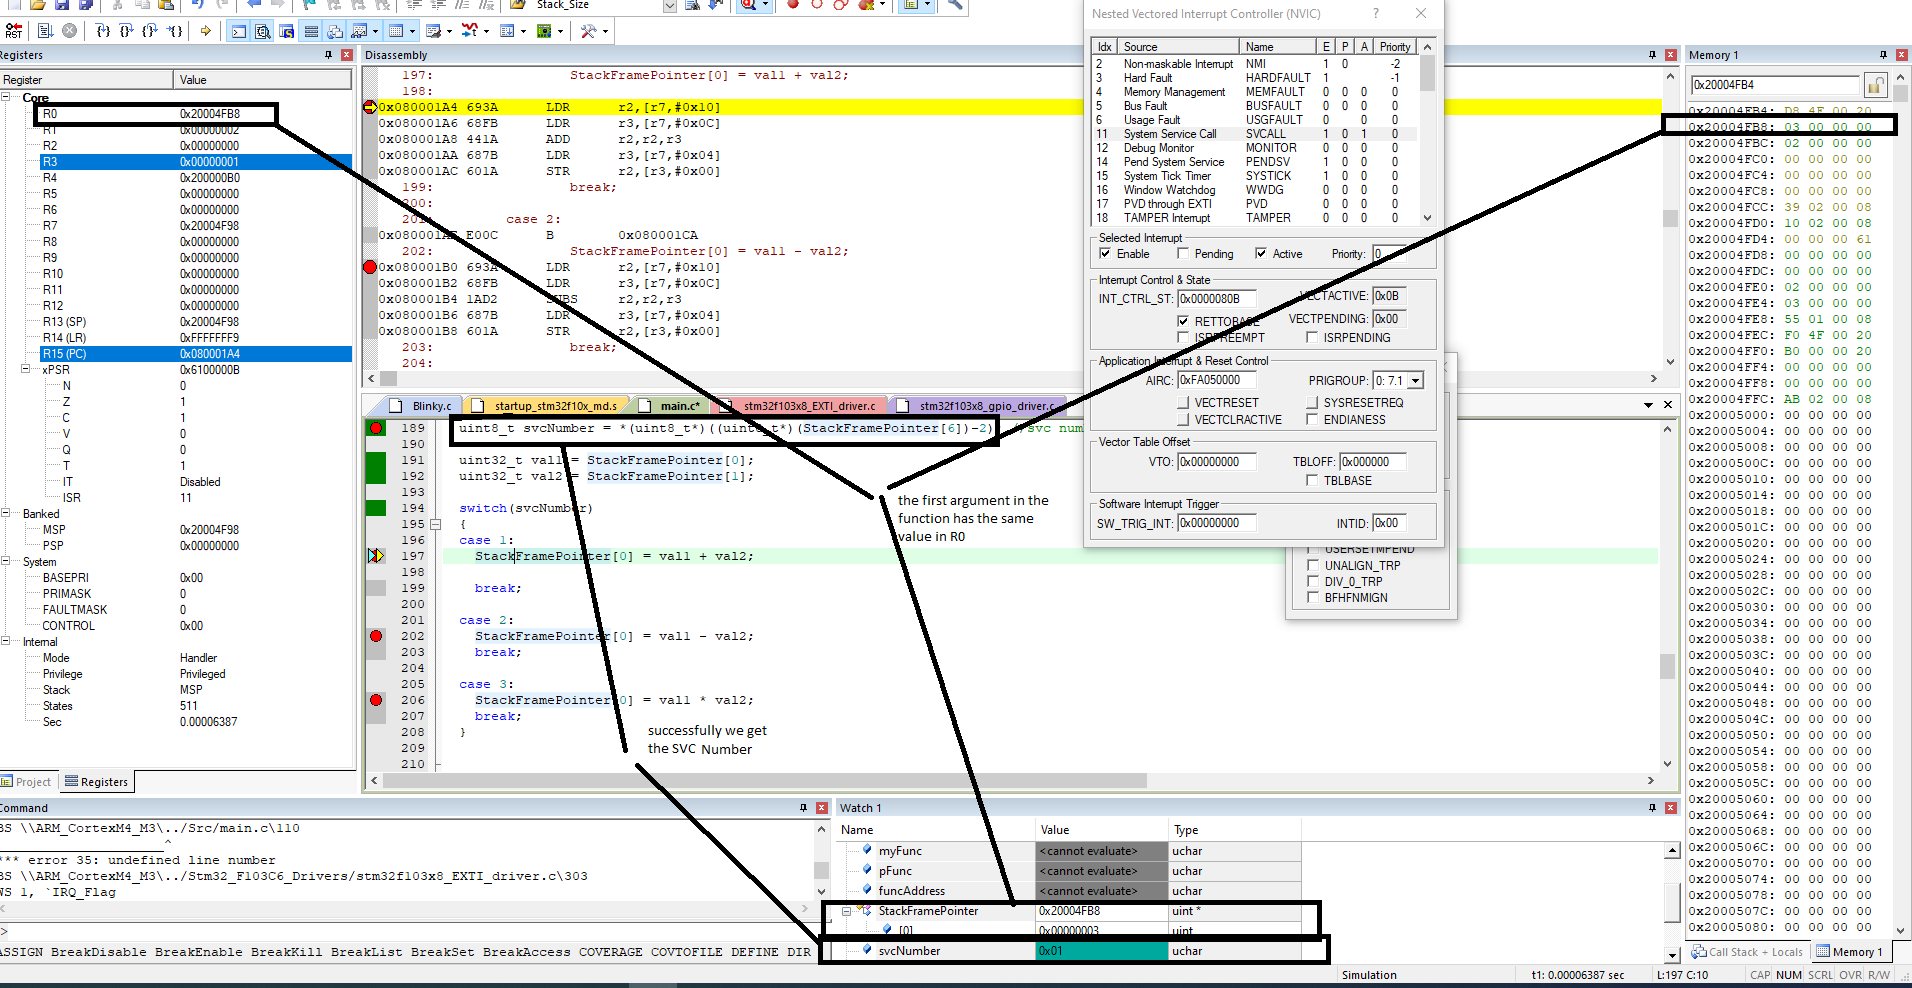 Stack_Size
Registers
Register Value
Core
R0 0x20004FB8
R1 0x00000002
R2 0x00000000
R3 0x00000001
R4 0x200000B0
R5 0x00000000
R6 0x00000000
R7 0x20004F98
R8 0x00000000
R9 0x00000000
R10 0x00000000
R11 0x00000000
R12 0x00000000
R13 (SP) 0x20004F98
R14 (LR) 0xFFFFFFF9
R15 (PC) 0x080001A4
xPSR 0x6100000B
N 0
Z 1
C 1
V 0
Q 0
T 1
IT Disabled
ISR 11
Banked
MSP 0x20004F98
PSP 0x00000000
System
BASEPRI 0x00
PRIMASK 0
FAULTMASK 0
CONTROL 0x00
Internal
Mode Handler
Privilege Privileged
Stack MSP
States 511
Sec 0.00006387
Project Registers
Disassembly
197: StackFramePointer[0] = val1 + val2;
198:
0x080001A4 693A LDR r2,[r7,#0x10]
0x080001A6 68FB LDR r3,[r7,#0x0C]
0x080001A8 441A ADD r2,r2,r3
0x080001AA 687B LDR r3,[r7,#0x04]
0x080001AC 601A STR r2,[r3,#0x00]
199: break;
200:
201: case 2:
0x080001AE E00C B 0x080001CA
202: StackFramePointer[0] = val1 - val2;
0x080001B0 693A LDR r2,[r7,#0x10]
0x080001B2 68FB LDR r3,[r7,#0x0C]
0x080001B4 1AD2 SUBS r2,r2,r3
0x080001B6 687B LDR r3,[r7,#0x04]
0x080001B8 601A STR r2,[r3,#0x00]
203: break;
204:
Blinky.c startup_stm32f10x_md.s main.c* stm32f103x8_EXTI_driver.c stm32f103x8_gpio_driver.c
189 uint8_t svcNumber = *(uint8_t*)((uint8_t*)(StackFramePointer[6])-2) //svc num
190
191 uint32_t val1 = StackFramePointer[0];
192 uint32_t val2 = StackFramePointer[1];
193
194 switch(svcNumber)
195 {
196 case 1:
197 StackFramePointer[0] = val1 + val2;
198
199 break;
200
201 case 2:
202 StackFramePointer[0] = val1 - val2;
203 break;
204
205 case 3:
206 StackFramePointer[0] = val1 * val2;
207 break;
208 }
209
210
the first argument in the
function has the same
value in R0
successfully we get
the SVC Number
Nested Vectored Interrupt Controller (NVIC) ?
Idx Source Name E P A Priority
2 Non-maskable Interrupt NMI 1 0 -2
3 Hard Fault HARDFAULT 1 -1
4 Memory Management MEMFAULT 0 0 0 0
5 Bus Fault BUSFAULT 0 0 0 0
6 Usage Fault USGFAULT 0 0 0 0
11 System Service Call SVCALL 1 0 1 0
12 Debug Monitor MONITOR 0 0 0 0
14 Pend System Service PENDSV 1 0 0 0
15 System Tick Timer SYSTICK 1 0 0 0
16 Window Watchdog WWDG 0 0 0 0
17 PVD through EXTI PVD 0 0 0 0
18 TAMPER Interrupt TAMPER 0 0 0 0
Selected Interrupt
Enable Pending Active Priority: 0
Interrupt Control & State
INT_CTRL_ST: 0x0000080B VECTACTIVE: 0x0B
RETTOBASE VECTPENDING: 0x00
ISRPREEMPT ISRPENDING
Application Interrupt & Reset Control
AIRC: 0xFA050000 PRIGROUP: 0: 7.1
VECTRESET SYSRESETREQ
VECTCLRACTIVE ENDIANESS
Vector Table Offset
VTO: 0x00000000 TBLOFF: 0x000000
TBLBASE
Software Interrupt Trigger
SW_TRIG_INT: 0x00000000 INTID: 0x00
USERSETMPEND
UNALIGN_TRP
DIV_0_TRP
BFHFNMIGN
Memory 1
0x20004FB4
0x20004FB4: D8 4F 00 20
0x20004FB8: 03 00 00 00
0x20004FBC: 02 00 00 00
0x20004FC0: 00 00 00 00
0x20004FC4: 00 00 00 00
0x20004FC8: 00 00 00 00
0x20004FCC: 39 02 00 08
0x20004FD0: 10 02 00 08
0x20004FD4: 00 00 00 61
0x20004FD8: 00 00 00 00
0x20004FDC: 00 00 00 00
0x20004FE0: 02 00 00 00
0x20004FE4: 03 00 00 00
0x20004FE8: 55 01 00 08
0x20004FEC: F0 4F 00 20
0x20004FF0: B0 00 00 20
0x20004FF4: 00 00 00 00
0x20004FF8: 00 00 00 00
0x20004FFC: AB 02 00 08
0x20005000: 00 00 00 00
0x20005004: 00 00 00 00
0x20005008: 00 00 00 00
0x2000500C: 00 00 00 00
0x20005010: 00 00 00 00
0x20005014: 00 00 00 00
0x20005018: 00 00 00 00
0x2000501C: 00 00 00 00
0x20005020: 00 00 00 00
0x20005024: 00 00 00 00
0x20005028: 00 00 00 00
0x2000502C: 00 00 00 00
0x20005030: 00 00 00 00
0x20005034: 00 00 00 00
0x20005038: 00 00 00 00
0x2000503C: 00 00 00 00
0x20005040: 00 00 00 00
0x20005044: 00 00 00 00
0x20005048: 00 00 00 00
0x2000504C: 00 00 00 00
0x20005050: 00 00 00 00
0x20005054: 00 00 00 00
0x20005058: 00 00 00 00
0x2000505C: 00 00 00 00
0x20005060: 00 00 00 00
0x20005064: 00 00 00 00
0x20005068: 00 00 00 00
0x2000506C: 00 00 00 00
0x20005070: 00 00 00 00
0x20005074: 00 00 00 00
0x20005078: 00 00 00 00
0x2000507C: 00 00 00 00
0x20005080: 00 00 00 00
Call Stack + Locals Memory 1
Command
BS \\ARM_CortexM4_M3\../Src/main.c\110
^
*** error 35: undefined line number
BS \\ARM_CortexM4_M3\../Stm32_F103C6_Drivers/stm32f103x8_EXTI_driver.c\303
WS 1, `IRQ_Flag
>
ASSIGN BreakDisable BreakEnable BreakKill BreakList BreakSet BreakAccess COVERAGE COVTOFILE DEFINE DIR
Watch 1
Name Value Type
myFunc <cannot evaluate> uchar
pFunc <cannot evaluate> uchar
funcAddress <cannot evaluate> uchar
StackFramePointer 0x20004FB8 uint *
[0] 0x00000003 uint
svcNumber 0x01 uchar
Simulation t1: 0.00006387 sec L:197 C:10 CAP NUM SCRL OVR R/W